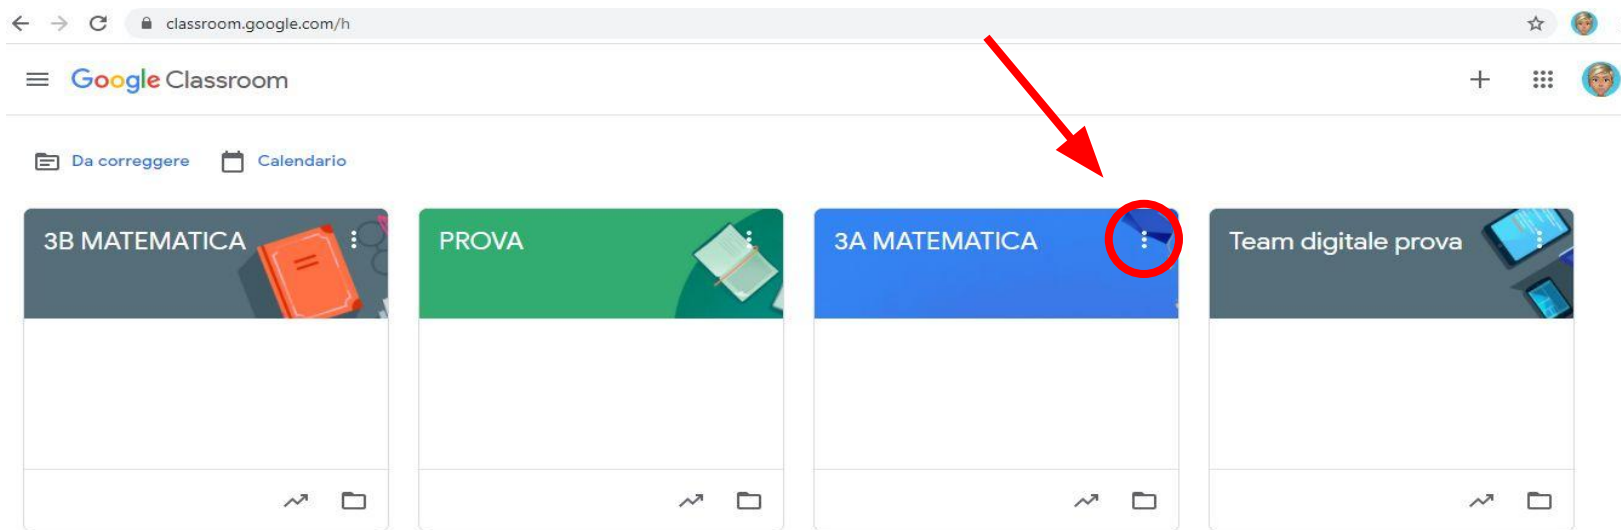 classroom.google.com/h
Google Classroom
Da correggere Calendario
3B MATEMATICA
PROVA
3A MATEMATICA
Team digitale prova